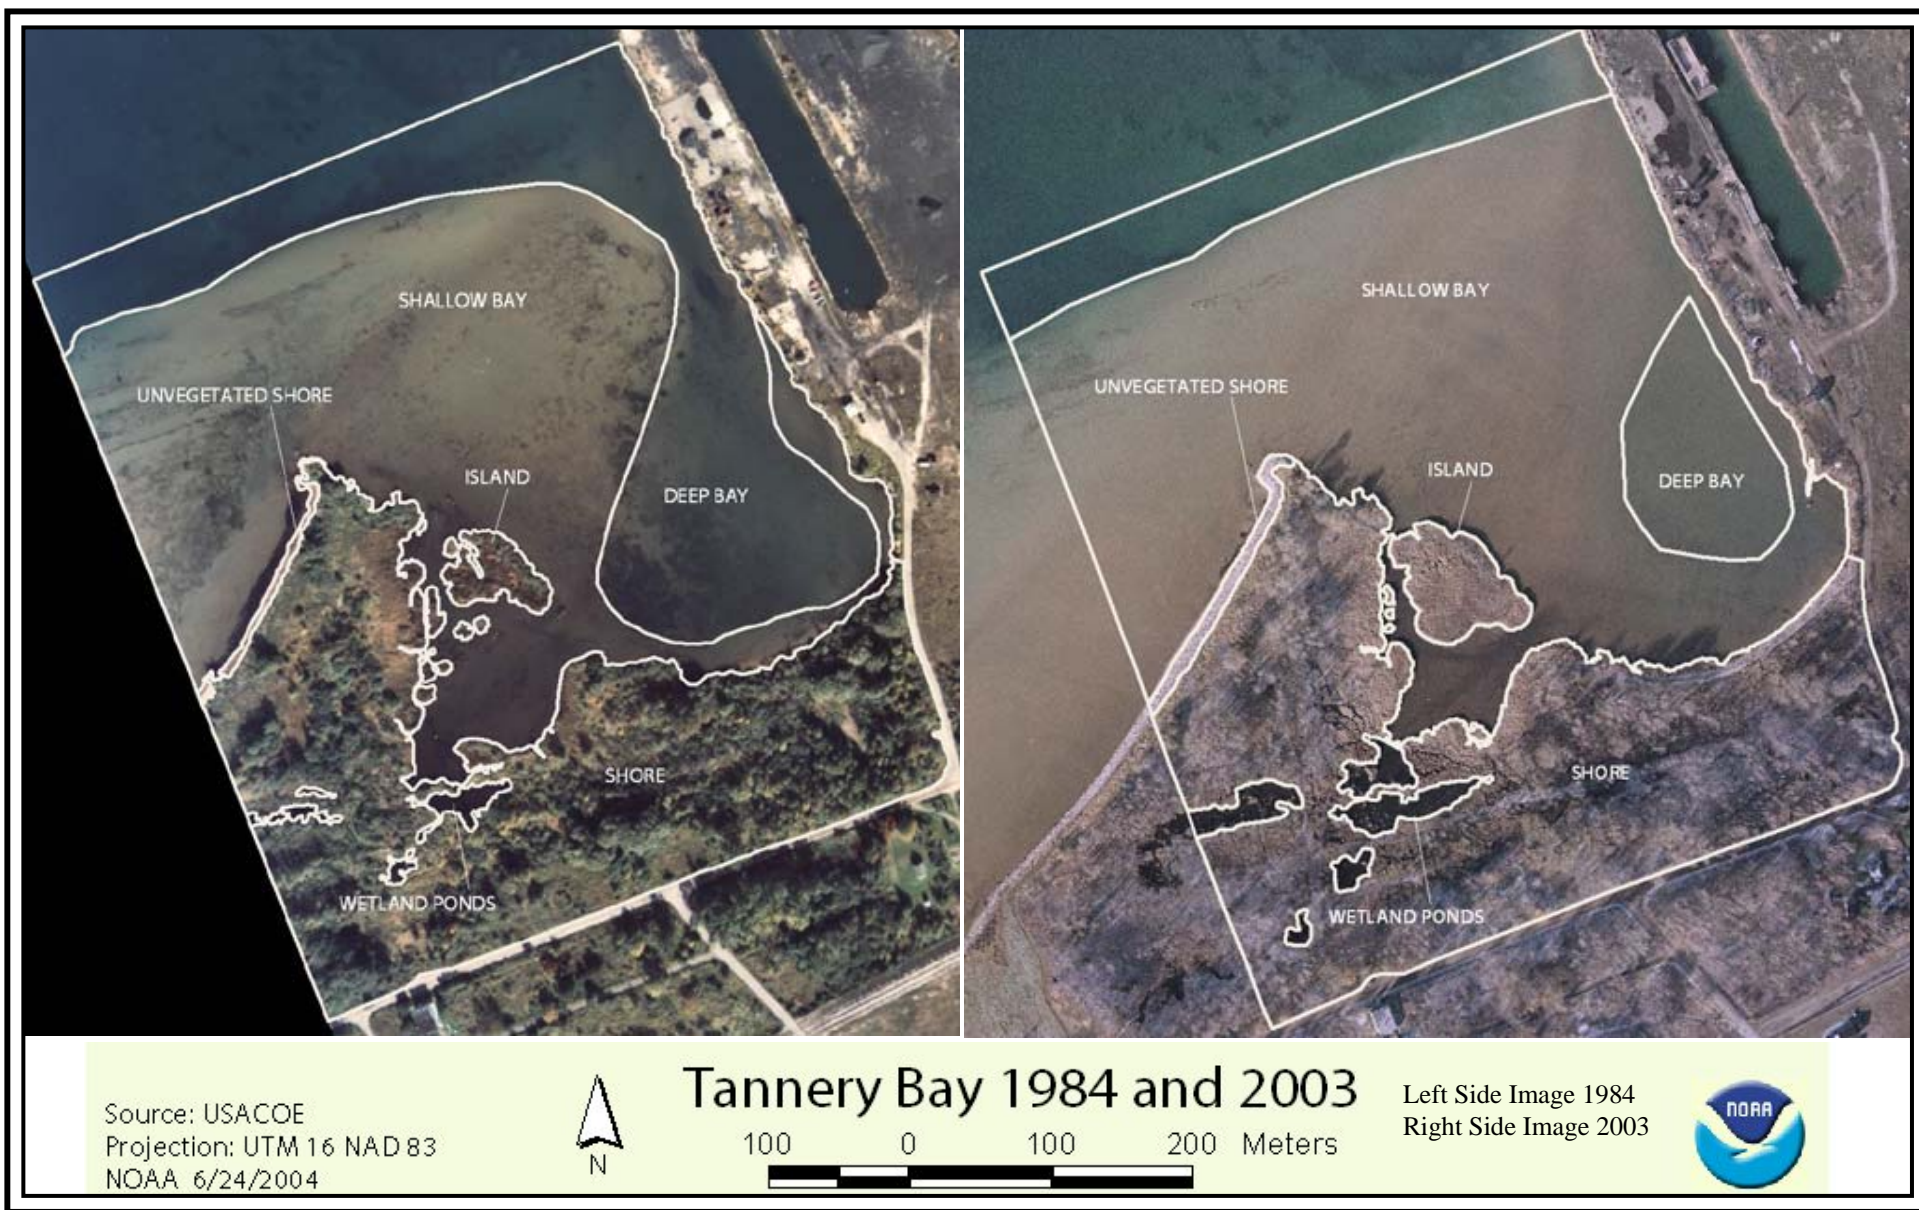 SHALLOW BAY
UNVEGETATED SHORE
ISLAND
DEEP BAY
SHORE
WETLAND PONDS
SHALLOW BAY
UNVEGETATED SHORE
ISLAND
DEEP BAY
SHORE
WETLAND PONDS
Source: USACOE
Projection: UTM 16 NAD 83
NOAA 6/24/2004
N
Tannery Bay 1984 and 2003
100 0 100 200 Meters
Left Side Image 1984
Right Side Image 2003
NOAA